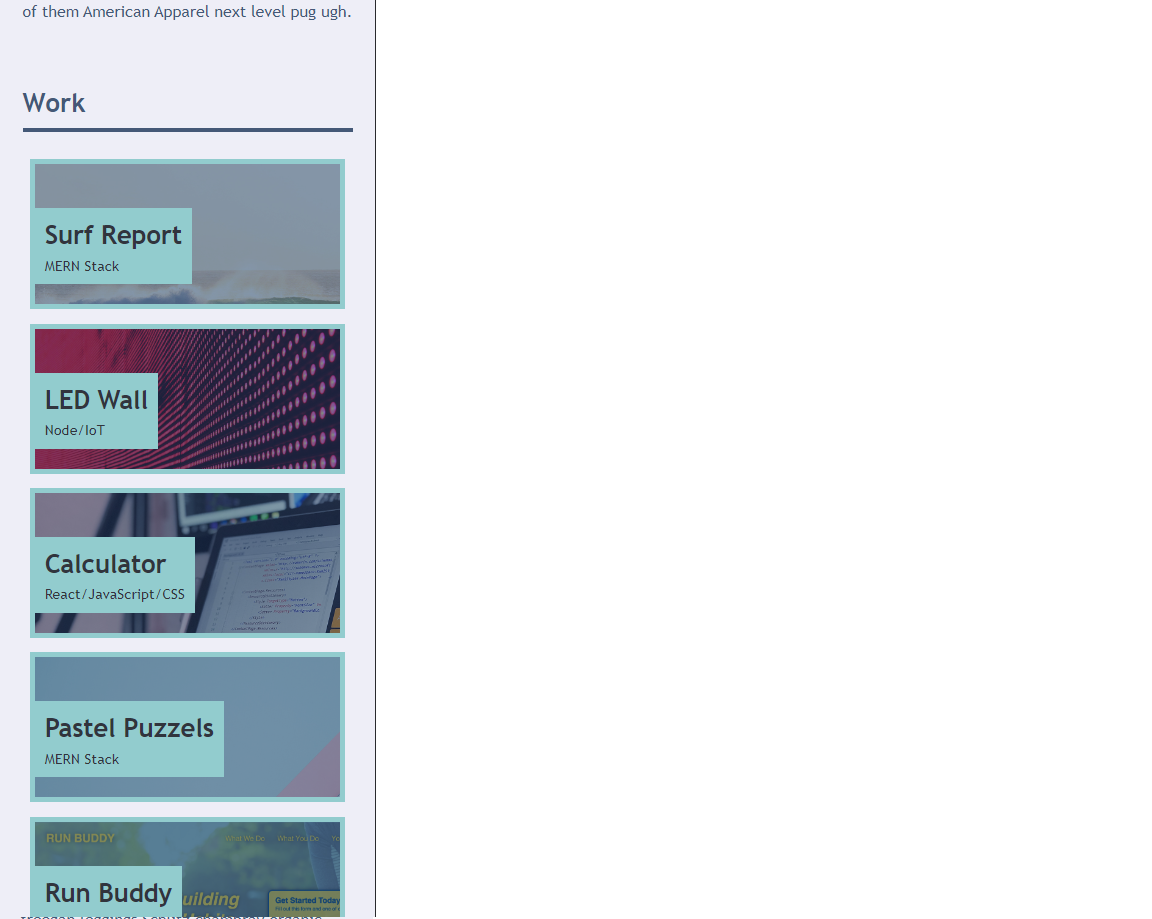 of them American Apparel next level pug ugh.
Work
Surf Report
MERN Stack
LED Wall
Node/IoT
Calculator
React/JavaScript/CSS
Pastel Puzzels
MERN Stack
RUN BUDDY
What We Do What You Do
Run Buddy
uilding
Get Started Today